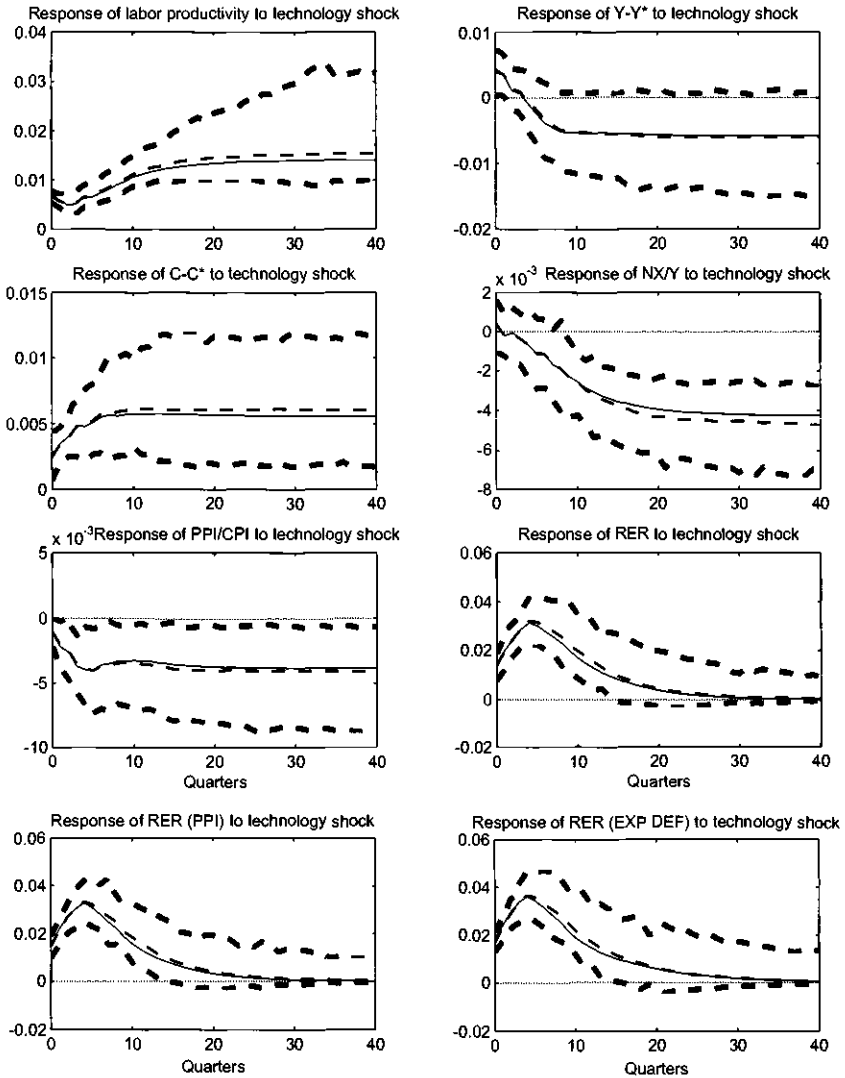 Response of labor productivity to technology shock
0.04
0.03
0.02
0.01
0
0 10 20 30 40
Response of Y-Y* to technology shock
0.01
0
-0.01
-0.02
0 10 20 30 40
Response of C-C* to technology shock
0.015
0.01
0.005
0
0 10 20 30 40
x 10-3 Response of NX/Y to technology shock
2
0
-2
-4
-6
-8
0 10 20 30 40
x 10-3 Response of PPI/CPI to technology shock
5
0
-5
-10
0 10 20 30 40
Quarters
Response of RER to technology shock
0.06
0.04
0.02
0
-0.02
0 10 20 30 40
Quarters
Response of RER (PPI) to technology shock
0.06
0.04
0.02
0
-0.02
0 10 20 30 40
Quarters
Response of RER (EXP DEF) to technology shock
0.06
0.04
0.02
0
-0.02
0 10 20 30 40
Quarters